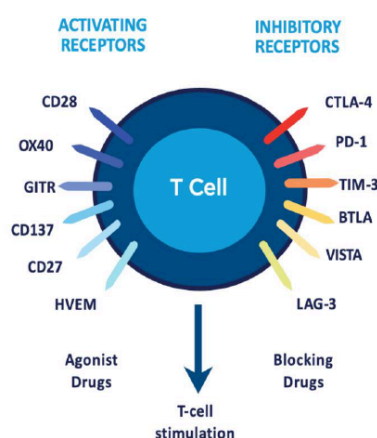 ACTIVATING
RECEPTORS
INHIBITORY
RECEPTORS
CD28
OX40
GITR
CD137
CD27
HVEM
T Cell
CTLA-4
PD-1
TIM-3
BTLA
VISTA
LAG-3
Agonist
Drugs
Blocking
Drugs
T-cell
stimulation